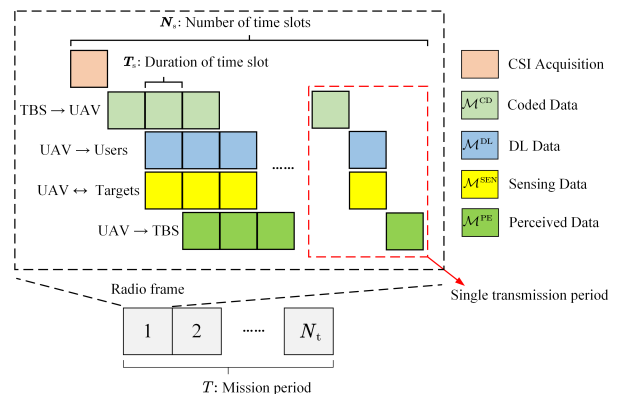 N_s: Number of time slots
T_s: Duration of time slot
TBS → UAV
UAV → Users
UAV ↔ Targets
UAV → TBS
......
CSI Acquisition
ℳ^CD Coded Data
ℳ^DL DL Data
ℳ^SEN Sensing Data
ℳ^PE Perceived Data
Single transmission period
Radio frame
1 2 ...... N_t
T: Mission period